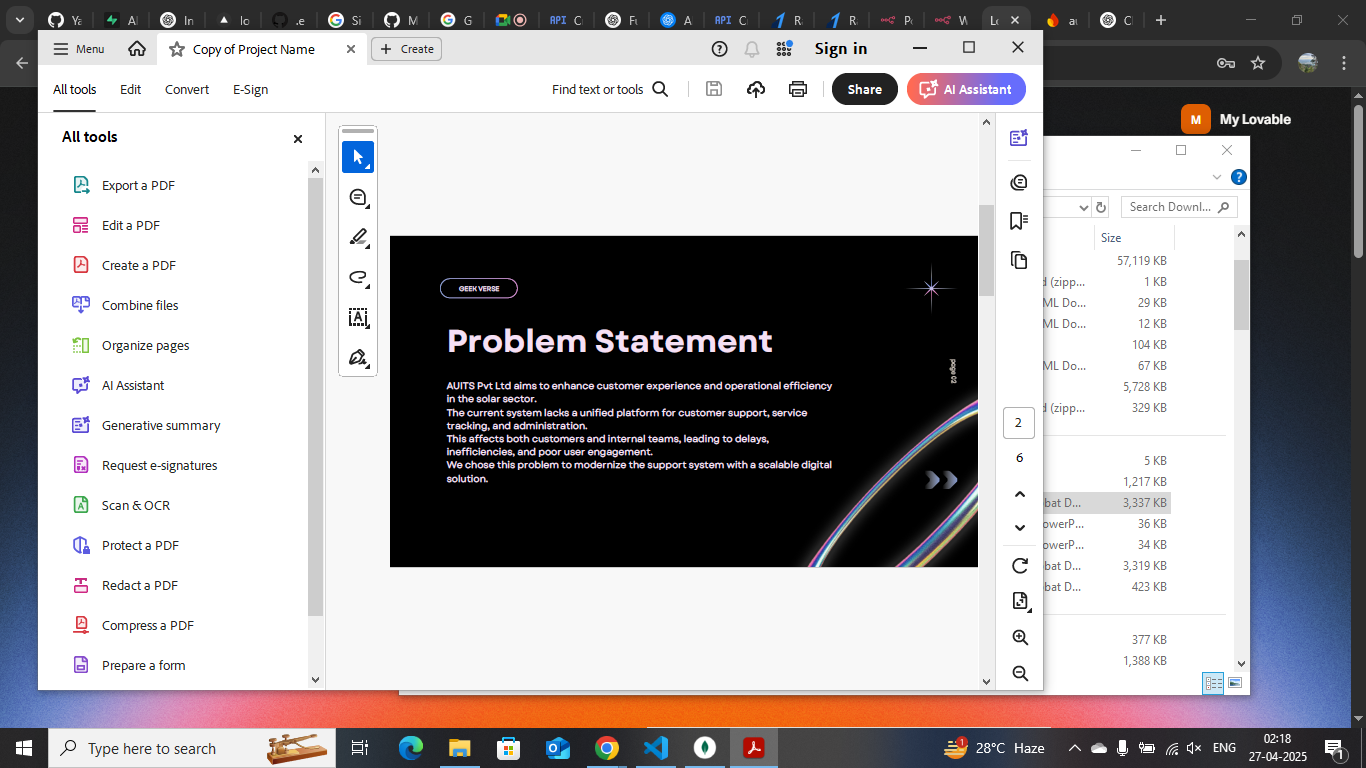 Ya
Al
In
lo
.e
Si
M
G
C
Fu
A
C
R
R
Po
W
Lo
au
C
Menu
Copy of Project Name
Create
Sign in
All tools
Edit
Convert
E-Sign
Find text or tools
Share
AI Assistant
M
My Lovable
All tools
Export a PDF
Edit a PDF
Create a PDF
Combine files
Organize pages
AI Assistant
Generative summary
Request e-signatures
Scan & OCR
Protect a PDF
Redact a PDF
Compress a PDF
Prepare a form
GEEK VERSE
Problem Statement
AUITS Pvt Ltd aims to enhance customer experience and operational efficiency
in the solar sector.
The current system lacks a unified platform for customer support, service
tracking, and administration.
This affects both customers and internal teams, leading to delays,
inefficiencies, and poor user engagement.
We chose this problem to modernize the support system with a scalable digital
solution.
page 02
2
6
Search Downl...
Size
57,119 KB
d (zipp... 1 KB
ML Do... 29 KB
ML Do... 12 KB
104 KB
ML Do... 67 KB
5,728 KB
d (zipp... 329 KB
5 KB
1,217 KB
bat D... 3,337 KB
owerP... 36 KB
owerP... 34 KB
bat D... 3,319 KB
bat D... 423 KB
377 KB
1,388 KB
Type here to search
1
28°C Haze
ENG
02:18
27-04-2025
1